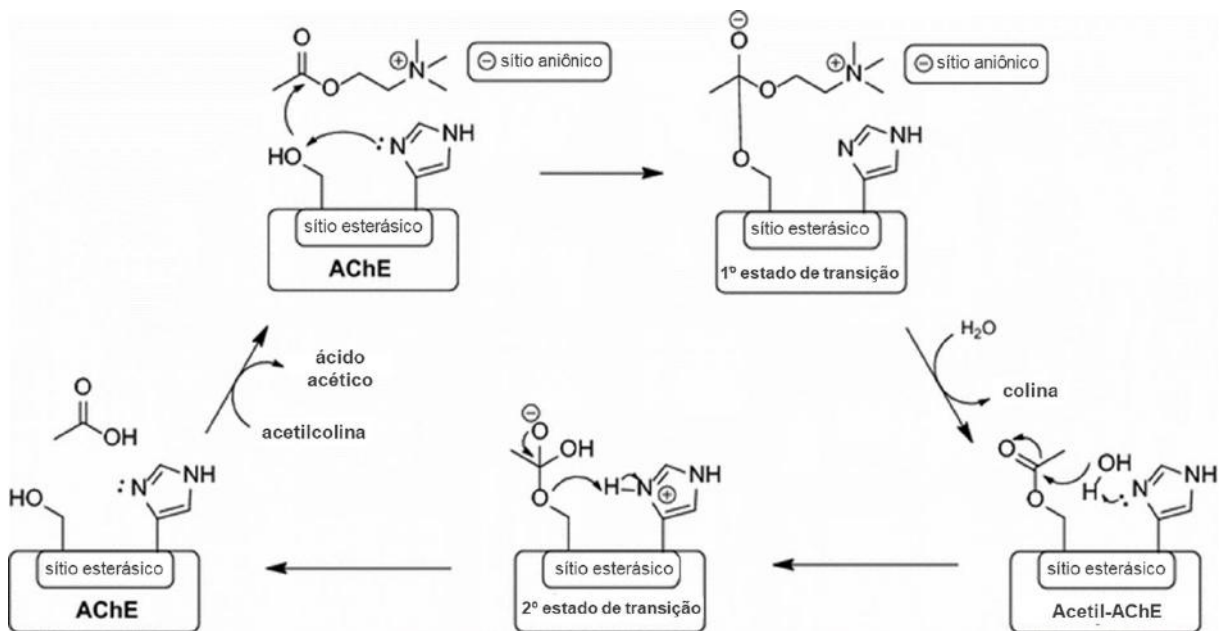 O
O
N
⊕
⊖ sítio aniônico
HO
:N
NH
sítio esterásico
AChE
⊖
O
O
N
⊕
⊖ sítio aniônico
O
N
NH
sítio esterásico
1º estado de transição
H₂O
colina
O
O
OH
H
N:
NH
sítio esterásico
Acetil-AChE
⊖
O
OH
O
H
N
⊕
NH
sítio esterásico
2º estado de transição
ácido
acético
acetilcolina
O
OH
HO
:N
NH
sítio esterásico
AChE